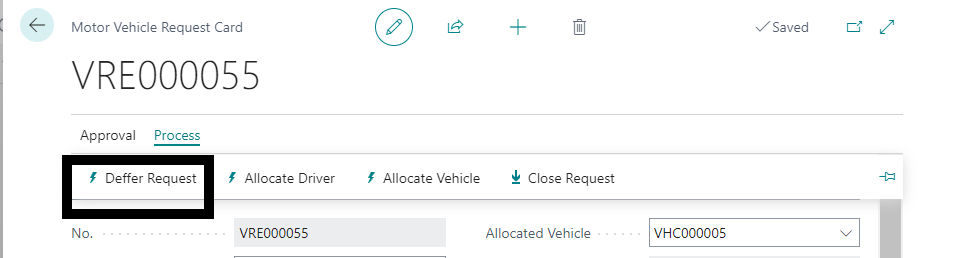 Motor Vehicle Request Card
Saved
VRE000055
Approval Process
Deffer Request Allocate Driver Allocate Vehicle Close Request
No. VRE000055 Allocated Vehicle VHC000005